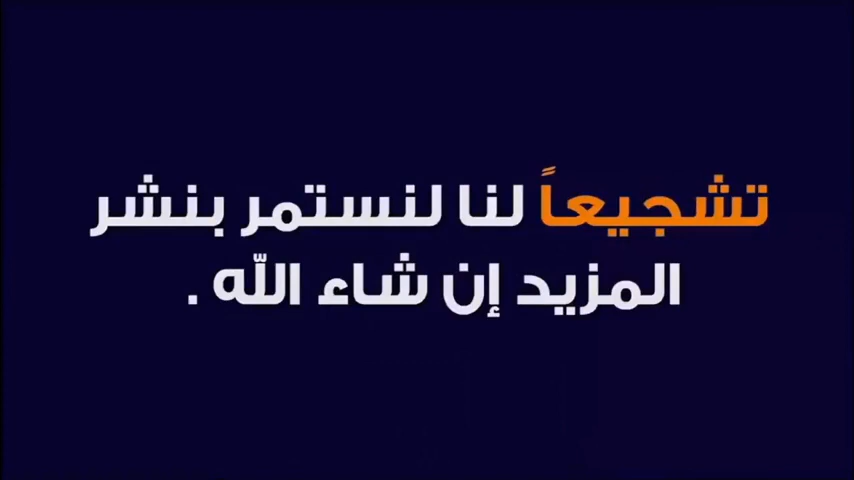 تشجيعاً لنا لنستمر بنشر
المزيد إن شاء الله .